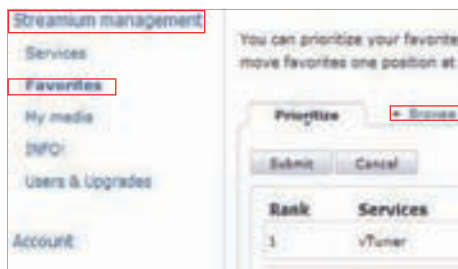 Streamium management
Services
Favorites
My media
INFO!
Users & Upgrades
Account
You can prioritize your favorite
move favorites one position at
Prioritize
+ Browse
Submit Cancel
Rank Services
1 vTuner